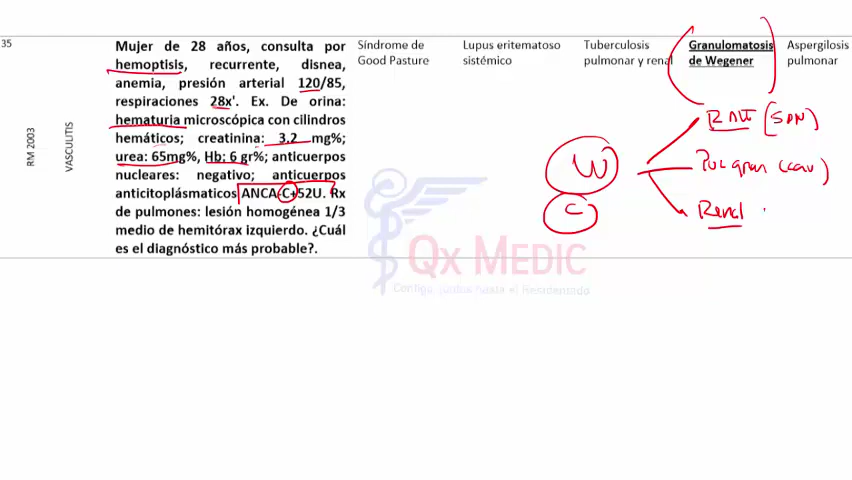 35
RM 2003
VASCULITIS
Mujer de 28 años, consulta por
hemoptisis, recurrente, disnea,
anemia, presión arterial 120/85,
respiraciones 28x'. Ex. De orina:
hematuria microscópica con cilindros
hemáticos; creatinina: 3.2 mg%;
urea: 65mg%, Hb: 6 gr%; anticuerpos
nucleares: negativo; anticuerpos
anticitoplásmaticos ANCA-C+52U. Rx
de pulmones: lesión homogénea 1/3
medio de hemitórax izquierdo. ¿Cuál
es el diagnóstico más probable?.
Síndrome de
Good Pasture
Lupus eritematoso
sistémico
Tuberculosis
pulmonar y renal
Granulomatosis
de Wegener
Aspergilosis
pulmonar
W
C
(SPN)
Renal
Qx MEDIC
Contigo, juntos hasta el Residentado